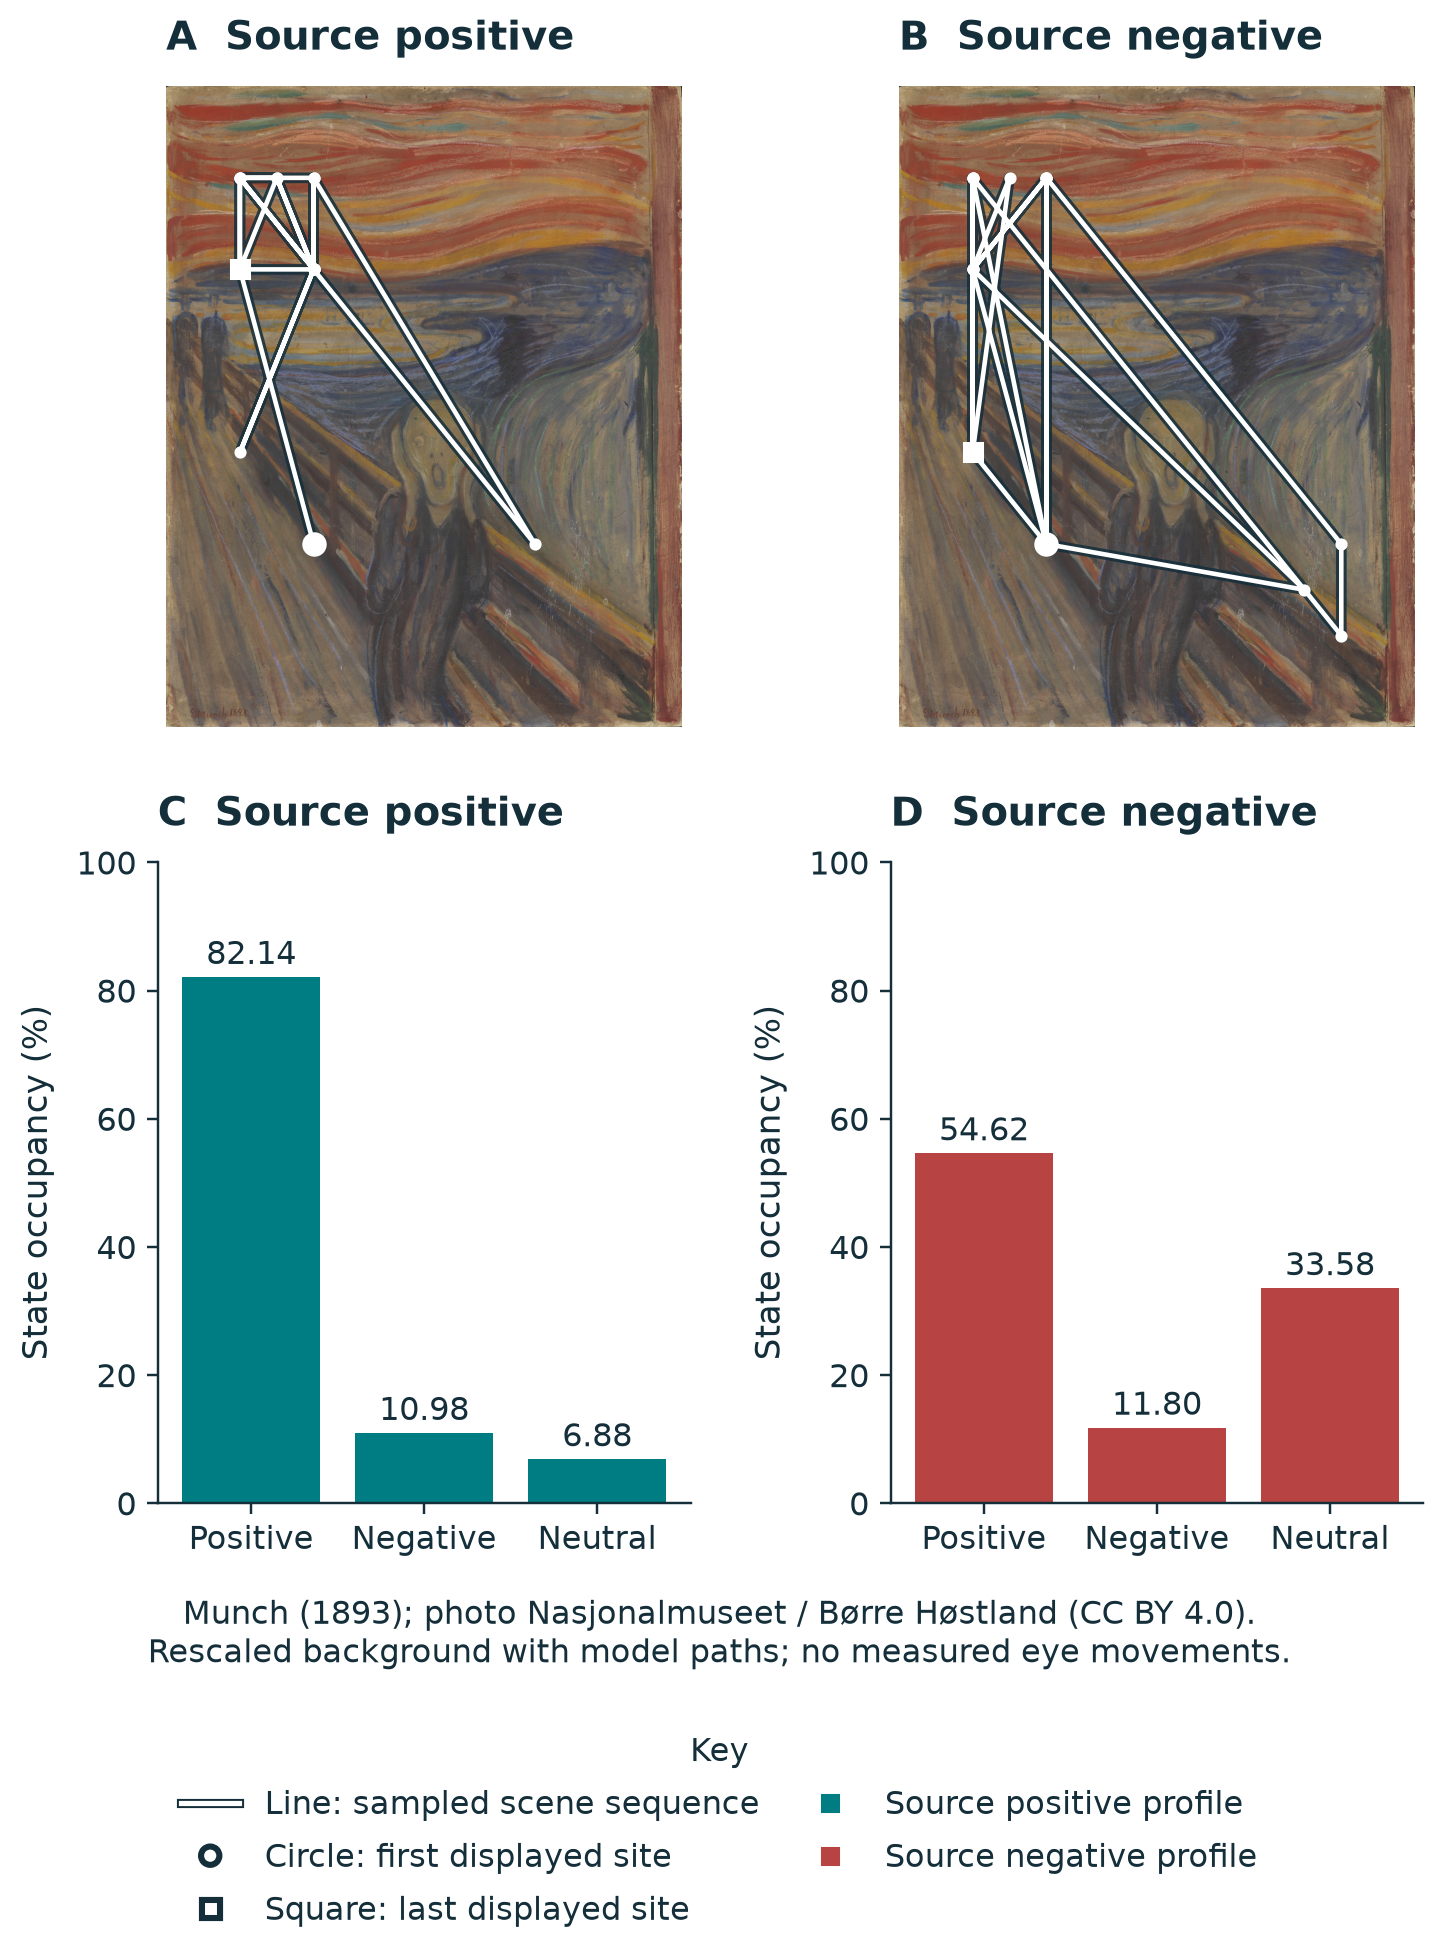 A Source positive
B Source negative
C Source positive
D Source negative
State occupancy (%)
100
80
60
40
20
0
82.14
10.98
6.88
Positive
Negative
Neutral
State occupancy (%)
100
80
60
40
20
0
54.62
11.80
33.58
Positive
Negative
Neutral
Munch (1893); photo Nasjonalmuseet / Børre Høstland (CC BY 4.0).
Rescaled background with model paths; no measured eye movements.
Key
Line: sampled scene sequence
Circle: first displayed site
Square: last displayed site
Source positive profile
Source negative profile